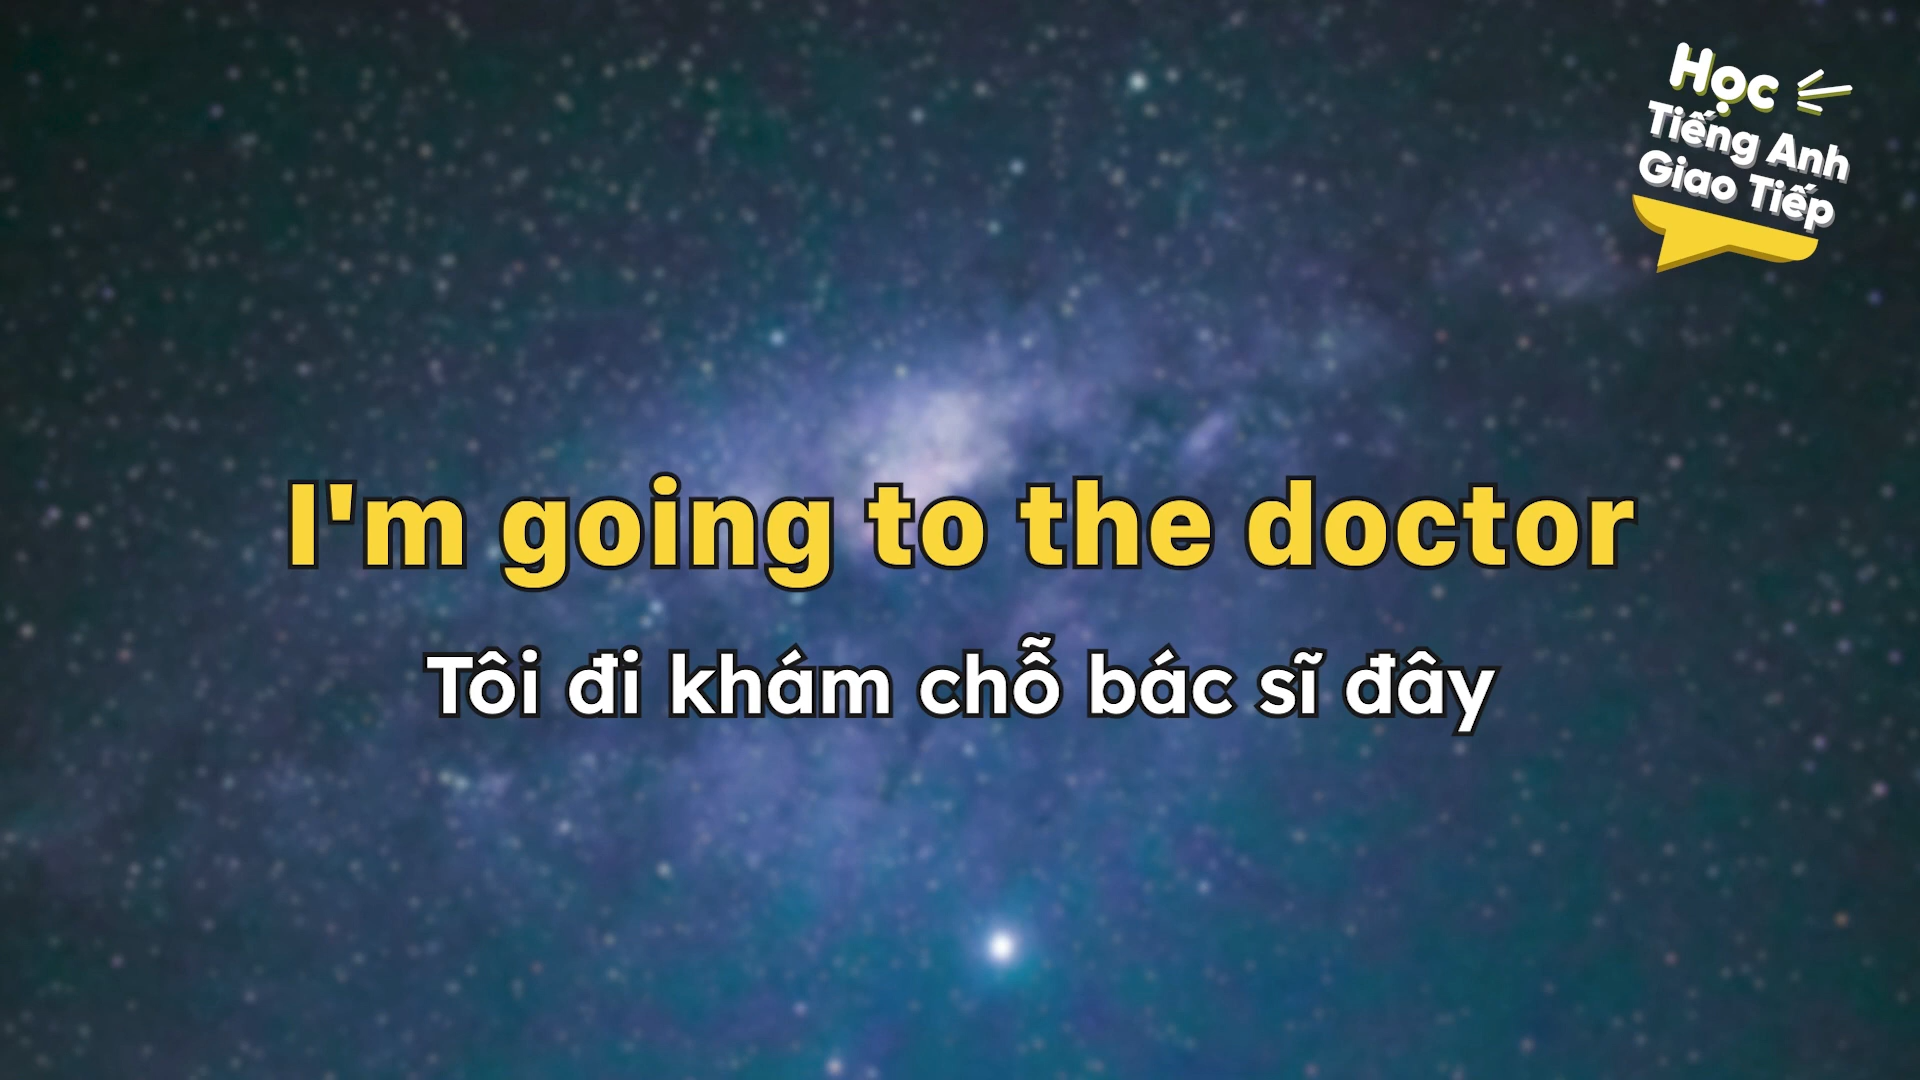 Học
Tiếng Anh
Giao Tiếp
I'm going to the doctor
Tôi đi khám chỗ bác sĩ đây